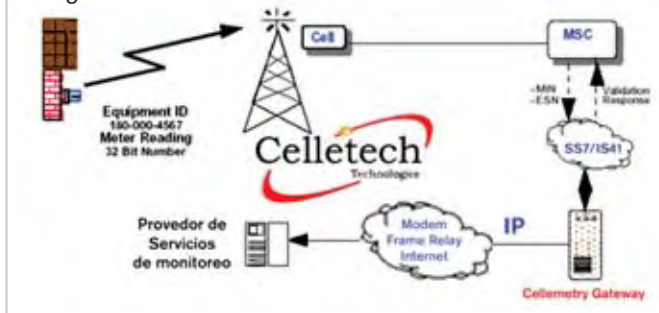 Cell
MSC
Equipment ID
180-000-4567
Meter Reading
32 Bit Number
~MIN
~ESN
Validation
Response
SS7/IS41
Celletech
Technologies
Provedor de
Servicios
de monitoreo
Modem
Frame Relay
Internet
IP
Cellemetry Gateway